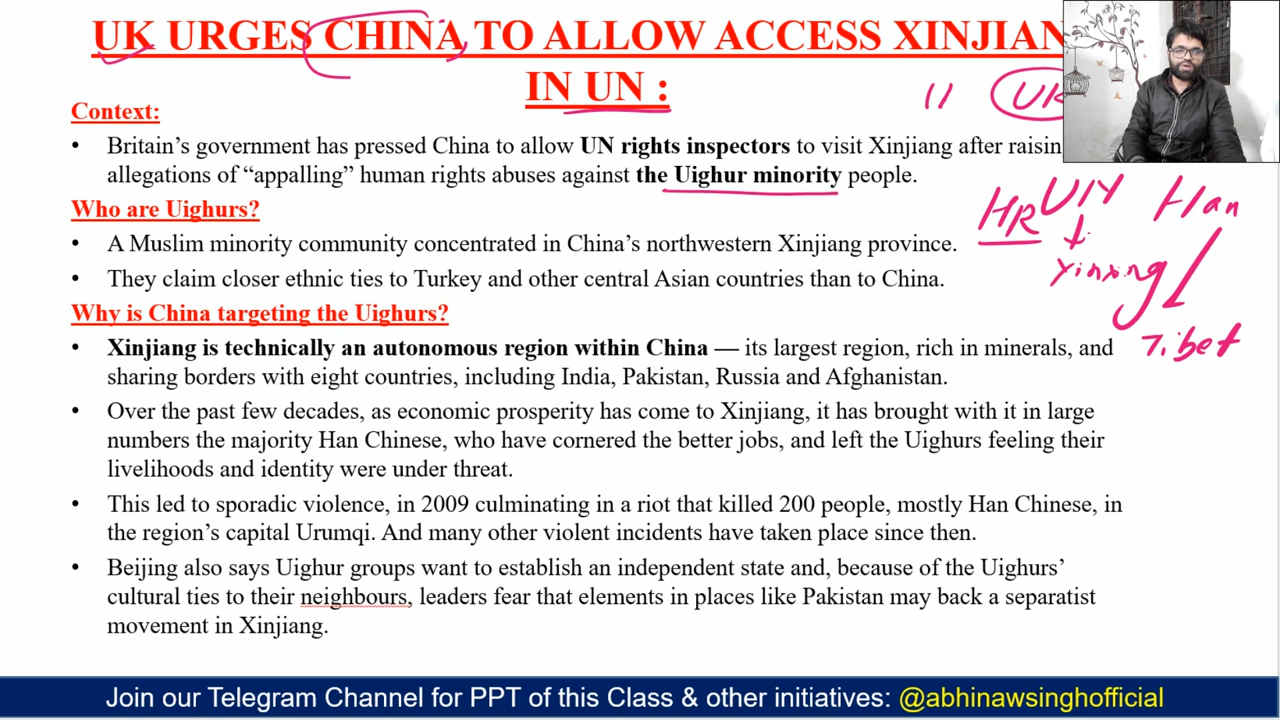 UK URGES CHINA TO ALLOW ACCESS XINJIAN
IN UN :
11 UK
Context:
• Britain’s government has pressed China to allow UN rights inspectors to visit Xinjiang after raisin
allegations of “appalling” human rights abuses against the Uighur minority people.
HR UIY Han
Who are Uighurs?
• A Muslim minority community concentrated in China’s northwestern Xinjiang province.
xinxing
• They claim closer ethnic ties to Turkey and other central Asian countries than to China.
Why is China targeting the Uighurs?
• Xinjiang is technically an autonomous region within China — its largest region, rich in minerals, and
Tibet
sharing borders with eight countries, including India, Pakistan, Russia and Afghanistan.
• Over the past few decades, as economic prosperity has come to Xinjiang, it has brought with it in large
numbers the majority Han Chinese, who have cornered the better jobs, and left the Uighurs feeling their
livelihoods and identity were under threat.
• This led to sporadic violence, in 2009 culminating in a riot that killed 200 people, mostly Han Chinese, in
the region’s capital Urumqi. And many other violent incidents have taken place since then.
• Beijing also says Uighur groups want to establish an independent state and, because of the Uighurs’
cultural ties to their neighbours, leaders fear that elements in places like Pakistan may back a separatist
movement in Xinjiang.
Join our Telegram Channel for PPT of this Class & other initiatives: @abhinawsinghofficial